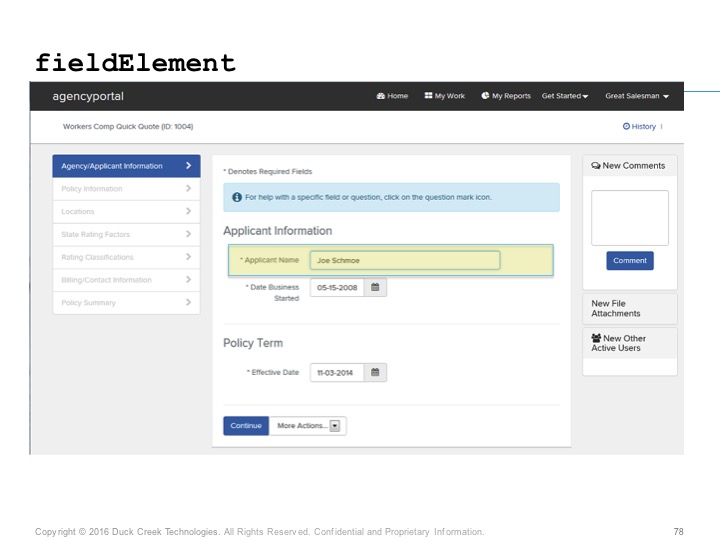 fieldElement
agencyportal
Home My Work My Reports Get Started Great Salesman
Workers Comp Quick Quote (ID: 1004)
History
Agency/Applicant Information
Policy Information
Locations
State Rating Factors
Rating Classifications
Billing/Contact Information
Policy Summary
* Denotes Required Fields
For help with a specific field or question, click on the question mark icon.
Applicant Information
* Applicant Name Joe Schmoe
* Date Business
Started
05-15-2008
Policy Term
* Effective Date 11-03-2014
Continue More Actions...
New Comments
Comment
New File
Attachments
New Other
Active Users
Copyright © 2016 Duck Creek Technologies. All Rights Reserved. Confidential and Proprietary Information.
78